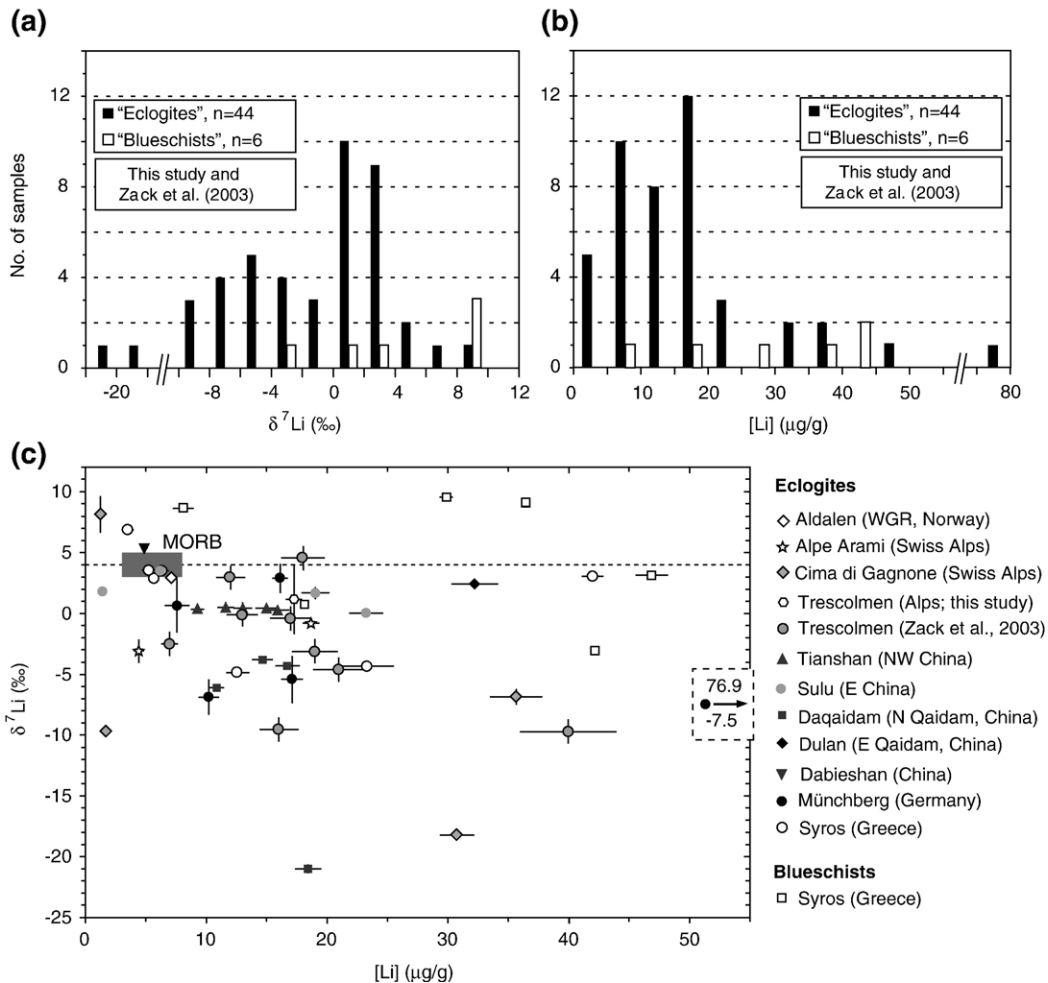 (a)
12
8
4
0
No. of samples
"Eclogites", n=44
"Blueschists", n=6
This study and
Zack et al. (2003)
-20
-8
-4
0
4
8
12
δ ⁷Li (‰)
(b)
12
8
4
0
"Eclogites", n=44
"Blueschists", n=6
This study and
Zack et al. (2003)
0
10
20
30
40
50
80
[Li] (μg/g)
(c)
10
5
0
-5
-10
-15
-20
-25
δ ⁷Li (‰)
MORB
76.9
-7.5
0
10
20
30
40
50
[Li] (μg/g)
Eclogites
Aldalen (WGR, Norway)
Alpe Arami (Swiss Alps)
Cima di Gagnone (Swiss Alps)
Trescolmen (Alps; this study)
Trescolmen (Zack et al., 2003)
Tianshan (NW China)
Sulu (E China)
Daqaidam (N Qaidam, China)
Dulan (E Qaidam, China)
Dabieshan (China)
Münchberg (Germany)
Syros (Greece)
Blueschists
Syros (Greece)